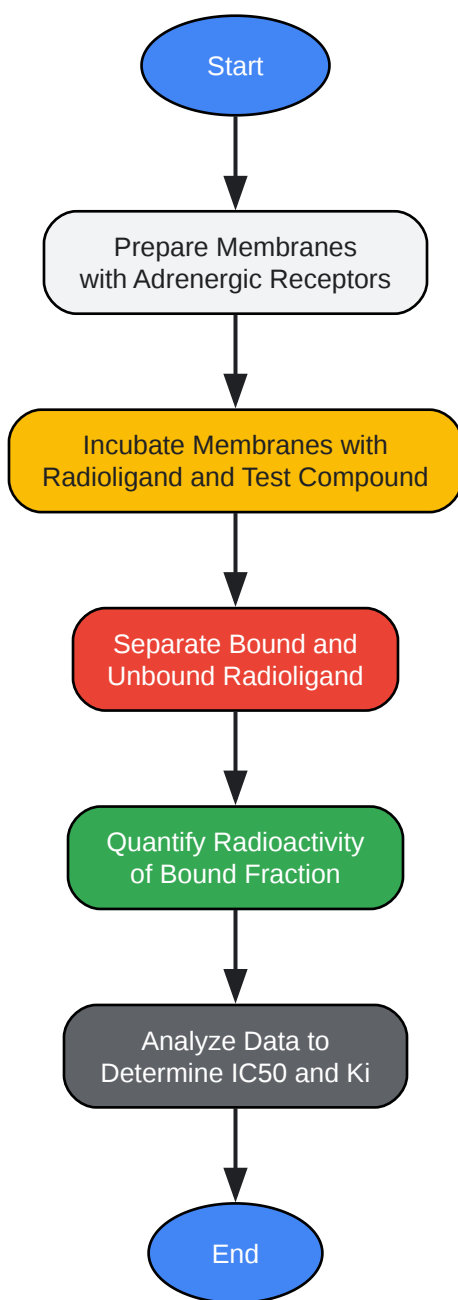 Start
Prepare Membranes
with Adrenergic Receptors
Incubate Membranes with
Radioligand and Test Compound
Separate Bound and
Unbound Radioligand
Quantify Radioactivity
of Bound Fraction
Analyze Data to
Determine IC50 and Ki
End